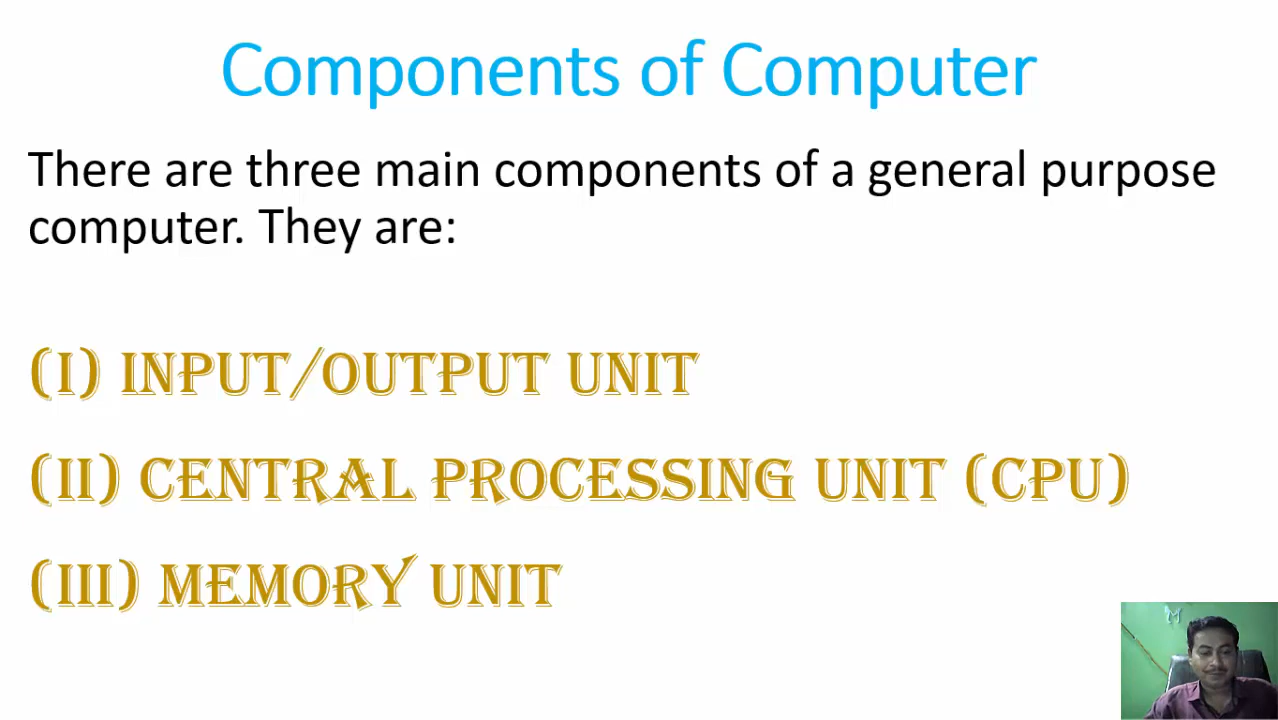 Components of Computer
There are three main components of a general purpose
computer. They are:
(I) INPUT/OUTPUT UNIT
(II) CENTRAL PROCESSING UNIT (CPU)
(III) MEMORY UNIT